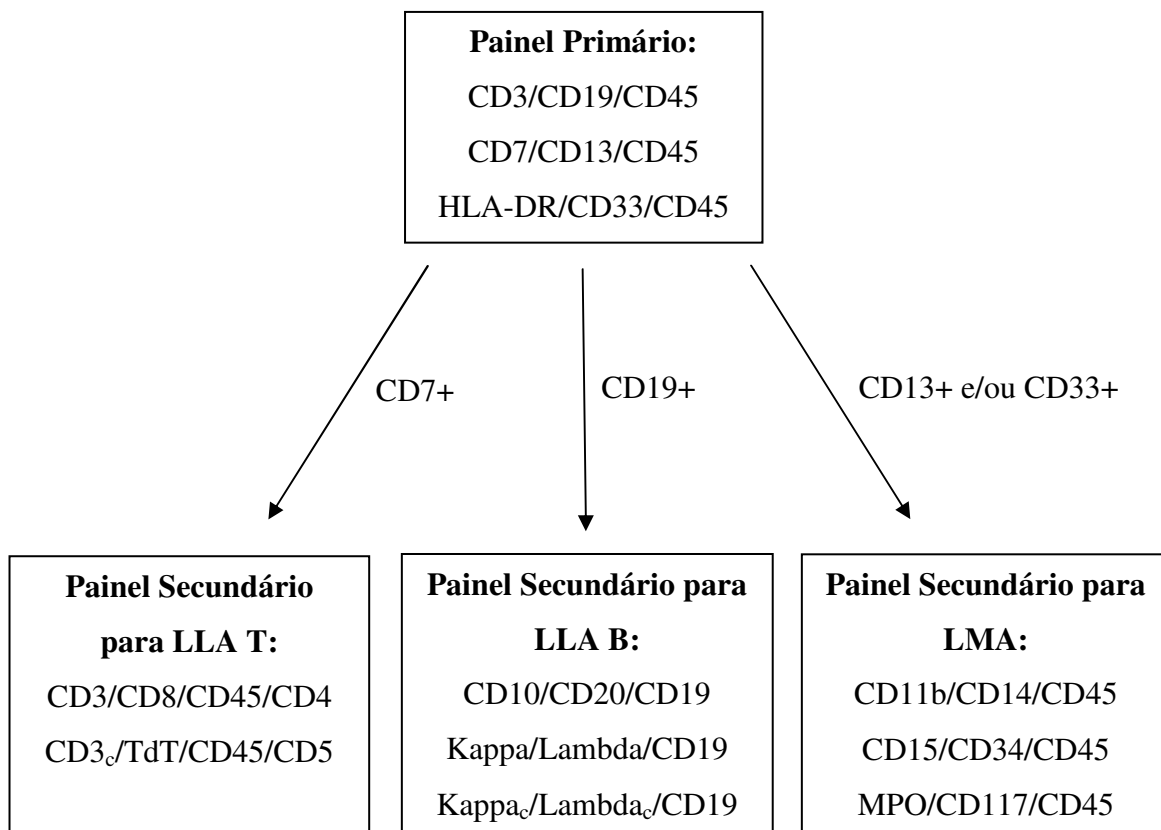 Painel Primário:
CD3/CD19/CD45
CD7/CD13/CD45
HLA-DR/CD33/CD45
CD7+
CD19+
CD13+ e/ou CD33+
Painel Secundário
para LLA T:
CD3/CD8/CD45/CD4
CD3c/TdT/CD45/CD5
Painel Secundário para
LLA B:
CD10/CD20/CD19
Kappa/Lambda/CD19
Kappac/Lambdac/CD19
Painel Secundário para
LMA:
CD11b/CD14/CD45
CD15/CD34/CD45
MPO/CD117/CD45